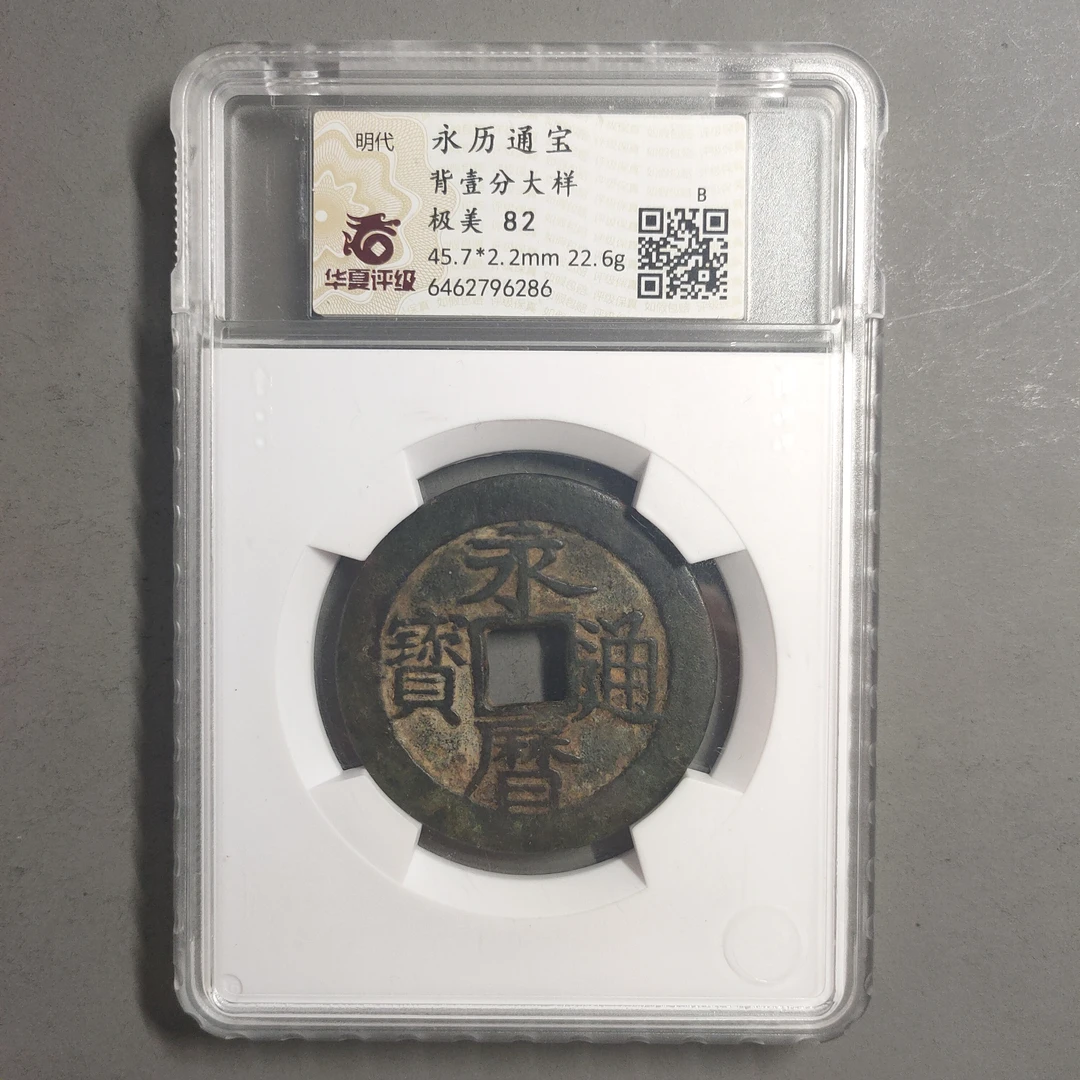 明代
华夏评级
永历通宝
背壹分大样
极美 82
45.7*2.2mm 22.6g
6462796286
B
永曆通寳